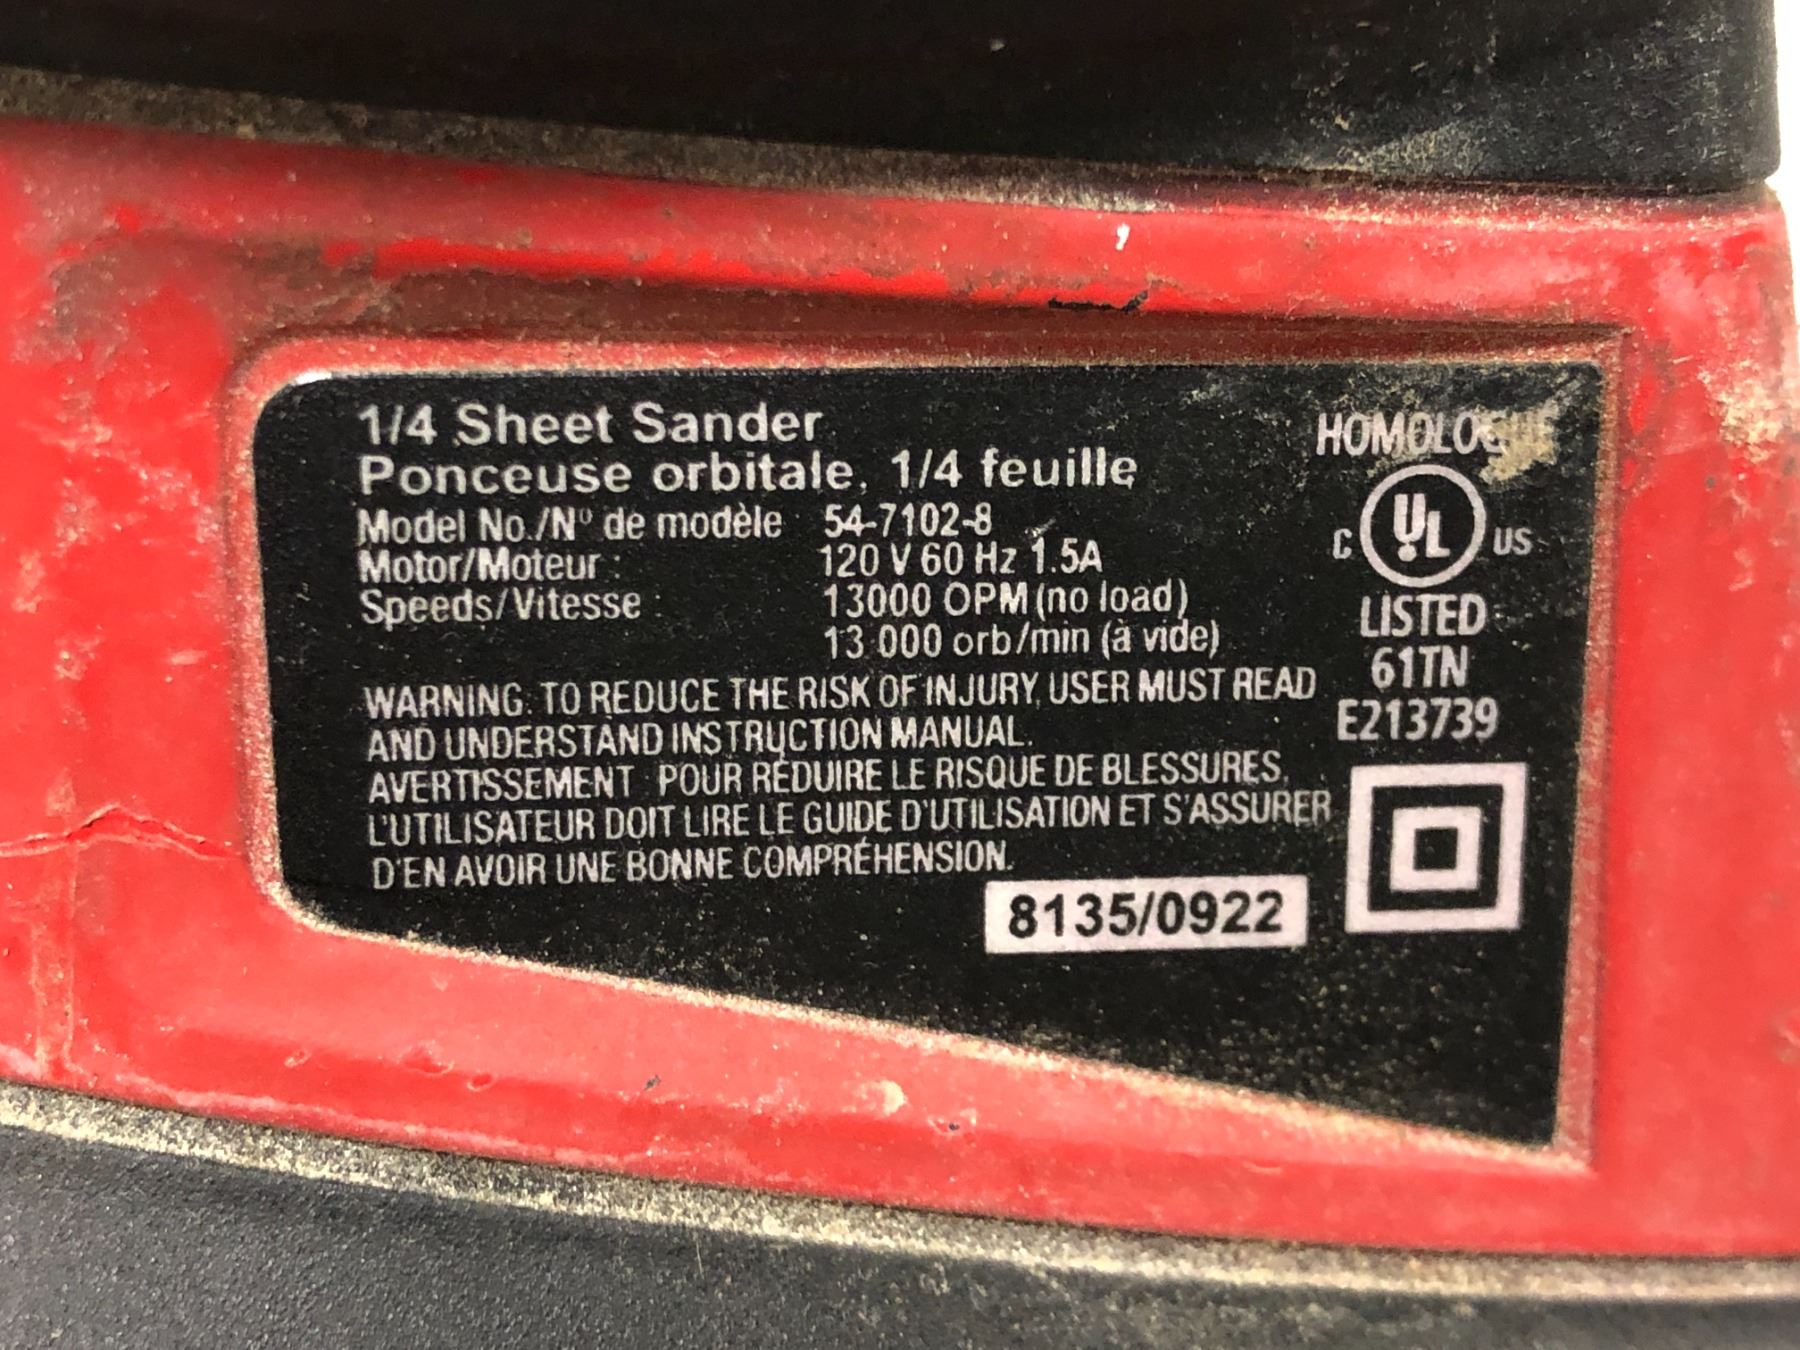 1/4 Sheet Sander
Ponceuse orbitale, 1/4 feuille
Model No./Nº de modèle 54-7102-8
Motor/Moteur : 120 V 60 Hz 1.5A
Speeds/Vitesse : 13000 OPM (no load)
13 000 orb/min (à vide)
WARNING: TO REDUCE THE RISK OF INJURY, USER MUST READ
AND UNDERSTAND INSTRUCTION MANUAL.
AVERTISSEMENT POUR RÉDUIRE LE RISQUE DE BLESSURES,
L'UTILISATEUR DOIT LIRE LE GUIDE D'UTILISATION ET S'ASSURER
D'EN AVOIR UNE BONNE COMPRÉHENSION.
8135/0922
HOMOLOGUÉ
C UL US
LISTED
61TN
E213739